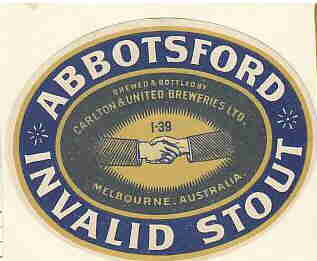 ABBOTSFORD
BREWED & BOTTLED BY
CARLTON & UNITED BREWERIES LTD.
1-39
MELBOURNE. AUSTRALIA.
INVALID STOUT